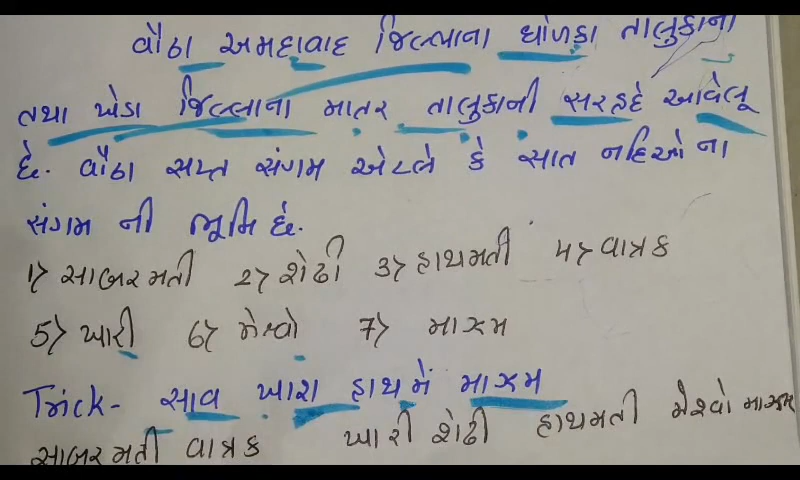 વૌઠા અમદાવાદ જિલ્લાના ધોળકા તાલુકાના
તથા ખેડા જિલ્લાના માતર તાલુકાની સરહદે આવેલૂ
છે. વૌઠા સપ્ત સંગમ એટલે કે સાત નદિઓ ના
સંગમ ની ભૂમિ છે.
1> સાબરમતી 2> શેઢી 3> હાથમતી 4> વાત્રક
5> ખારી 6> મેશ્વો 7> માઝમ
Trick- સાવ ખારા હાથમેં માઝમ
સાબરમતી વાત્રક ખારી શેઢી હાથમતી મેશ્વો માઝમ